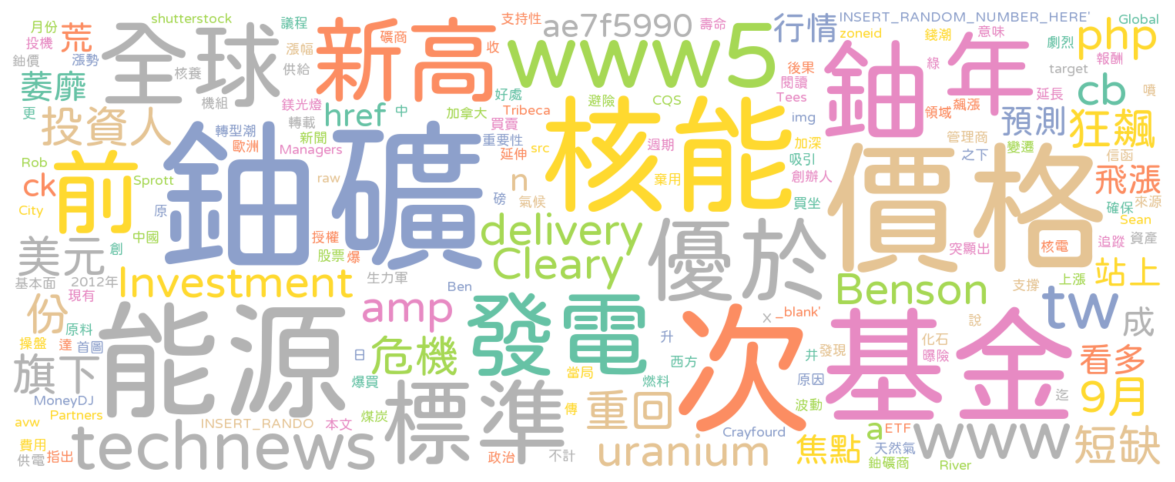 shutterstock
議程
支持性
壽命
INSERT_RANDOM_NUMBER_HERE'
意味
Global
月份
投機
荒
全球
漲幅
礦商
收
ae7f5990
行情
zoneid
錢潮
劇烈
php
鈾價
漲勢
核養
供給
新高
www5
後果
綠
報酬
萎靡
機組
鎂光燈
中
好處
Tribeca
閱讀
鈾年
target
延長
噴
更
投資人
轉型潮
轉載
href
加拿大
買賣
避險
CQS
Tees
領域
飆漲
cb
歐洲
新聞
重要性
img
預測
狂飆
Managers
延伸
src
週期
加深
管理商
信函
Rob
前
鈾礦
核能
吸引
之下
變遷
ck
Sprott
raw
n
氣候
磅
棄用
創辦人
價格
飛漲
City
原
delivery
買坐
來源
中國
創
授權
股票
爆
優於
確保
Sean
美元
Cleary
突顯出
核電
追蹤
資產
基本面
2012年
生力軍
現有
Investment
Ben
Benson
支撐
上漲
站上
份
原料
amp
發電
X
_blank'
tw
成
操盤
達
首圖
能源
日
危機
升
西方
井
次
基金
化石
說
曝險
發現
看多
旗下
爆買
當局
燃料
原因
迄
MoneyDJ
標準
重回
波動
9月
avw
Partners
INSERT_RANDO
本文
煤炭
傳
Crayfourd
a
ETF
www
費用
供電
指出
technews
政治
不計
uranium
焦點
天然氣
鈾礦商
River
短缺